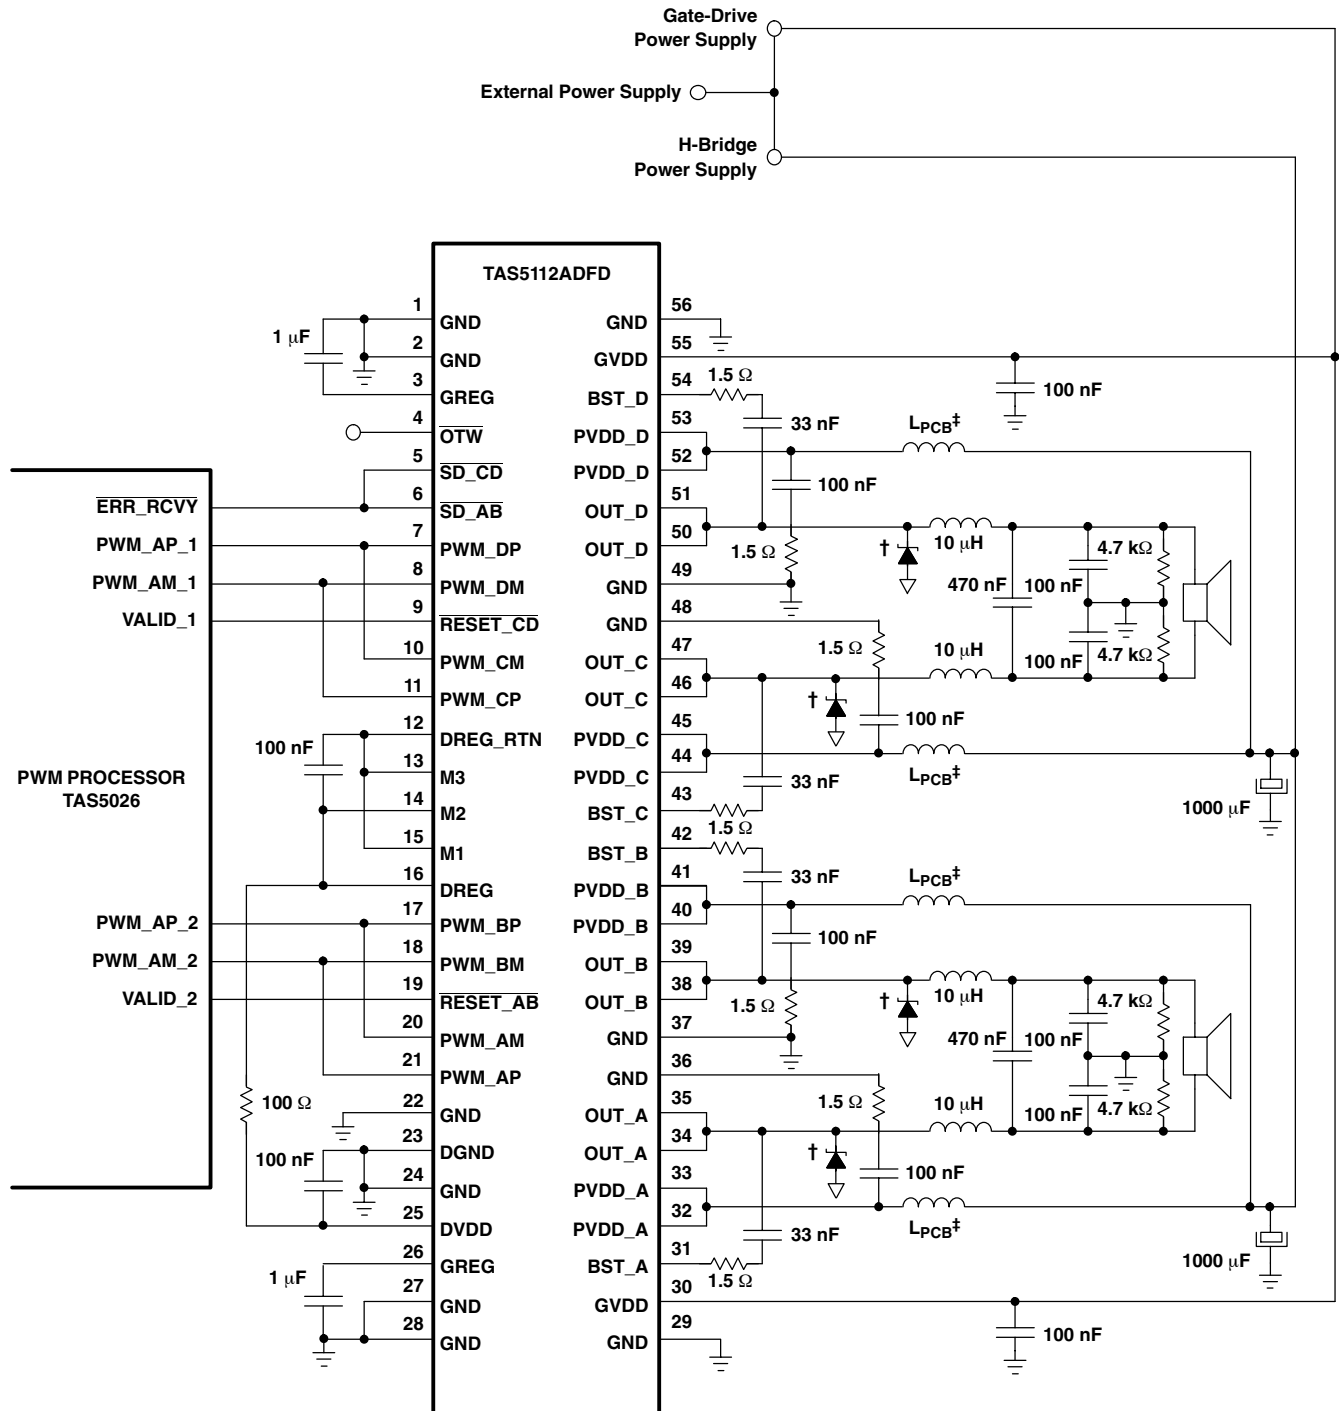 Gate-Drive
Power Supply
External Power Supply
H-Bridge
Power Supply
TAS5112ADFD
1 GND
2 GND
3 GREG
4 OTW
5 SD_CD
6 SD_AB
7 PWM_DP
8 PWM_DM
9 RESET_CD
10 PWM_CM
11 PWM_CP
12 DREG_RTN
13 M3
14 M2
15 M1
16 DREG
17 PWM_BP
18 PWM_BM
19 RESET_AB
20 PWM_AM
21 PWM_AP
22 GND
23 DGND
24 GND
25 DVDD
26 GREG
27 GND
28 GND
56 GND
55 GVDD
54 BST_D
53 PVDD_D
52 PVDD_D
51 OUT_D
50 OUT_D
49 GND
48 GND
47 OUT_C
46 OUT_C
45 PVDD_C
44 PVDD_C
43 BST_C
42 BST_B
41 PVDD_B
40 PVDD_B
39 OUT_B
38 OUT_B
37 GND
36 GND
35 OUT_A
34 OUT_A
33 PVDD_A
32 PVDD_A
31 BST_A
30 GVDD
29 GND
ERR_RCVY
PWM_AP_1
PWM_AM_1
VALID_1
PWM PROCESSOR
TAS5026
PWM_AP_2
PWM_AM_2
VALID_2
1 μF
100 nF
100 Ω
100 nF
1 μF
1.5 Ω
100 nF
33 nF
LPCB‡
100 nF
1.5 Ω
†
10 μH
470 nF
100 nF
4.7 kΩ
100 nF
4.7 kΩ
1.5 Ω
10 μH
†
100 nF
LPCB‡
33 nF
1.5 Ω
1000 μF
33 nF
LPCB‡
100 nF
1.5 Ω
†
10 μH
470 nF
100 nF
4.7 kΩ
100 nF
4.7 kΩ
1.5 Ω
10 μH
†
100 nF
LPCB‡
33 nF
1.5 Ω
1000 μF
100 nF